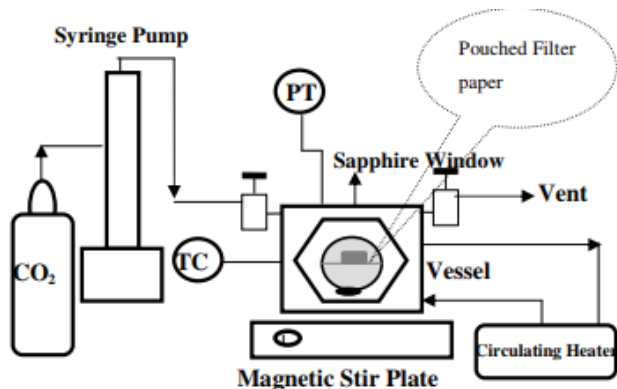 Syringe Pump
Pouched Filter
paper
PT
Sapphire Window
Vent
CO₂
TC
Vessel
Circulating Heater
Magnetic Stir Plate